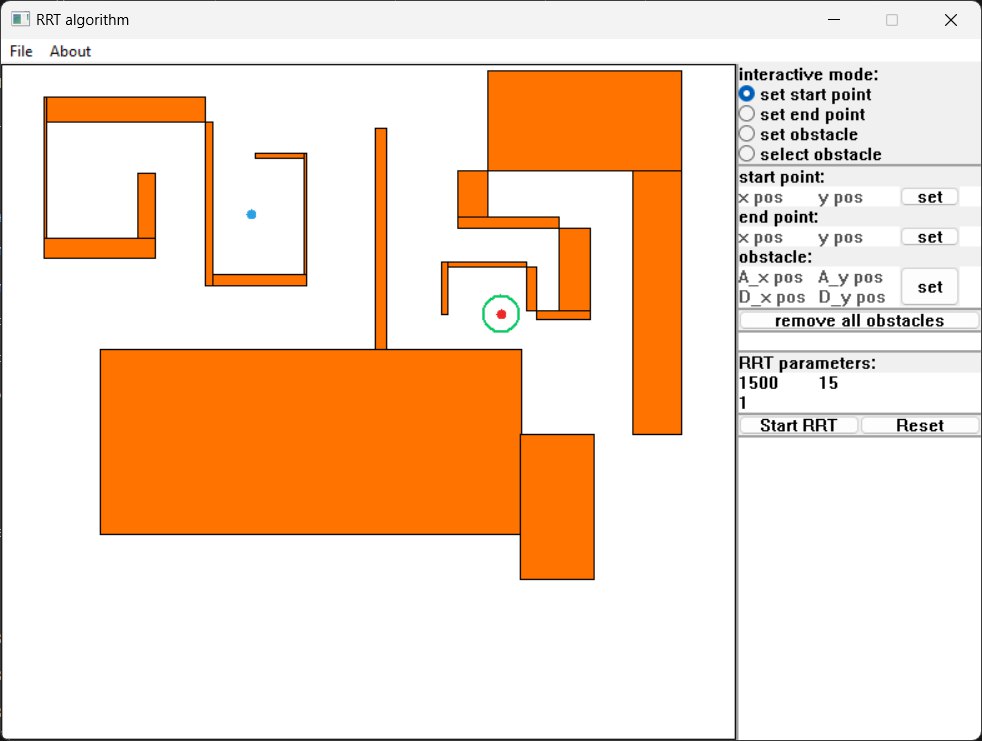 RRT algorithm
File About
interactive mode:
set start point
set end point
set obstacle
select obstacle
start point:
x pos y pos set
end point:
x pos y pos set
obstacle:
A_x pos A_y pos
set
D_x pos D_y pos
remove all obstacles
RRT parameters:
1500 15
1
Start RRT Reset